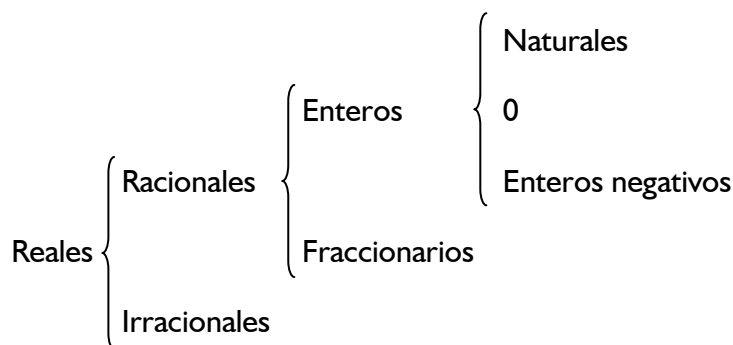 Naturales
Enteros
0
Racionales
Enteros negativos
Reales
Fraccionarios
Irracionales